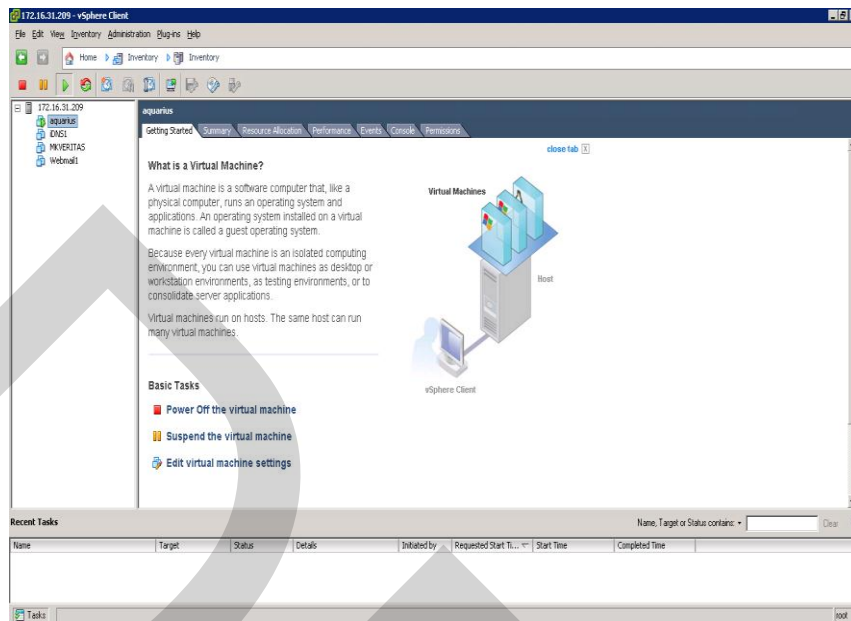 172.16.31.209 - vSphere Client
File Edit View Inventory Administration Plug-ins Help
Home Inventory Inventory
172.16.31.209
aquarius
iDNS1
MKVERITAS
Webmail1
aquarius
Getting Started Summary Resource Allocation Performance Events Console Permissions
close tab X
What is a Virtual Machine?
A virtual machine is a software computer that, like a
physical computer, runs an operating system and
applications. An operating system installed on a virtual
machine is called a guest operating system.
Because every virtual machine is an isolated computing
environment, you can use virtual machines as desktop or
workstation environments, as testing environments, or to
consolidate server applications.
Virtual machines run on hosts. The same host can run
many virtual machines.
Virtual Machines
Host
vSphere Client
Basic Tasks
Power Off the virtual machine
Suspend the virtual machine
Edit virtual machine settings
Recent Tasks
Name, Target or Status contains:
Clear
Name Target Status Details Initiated by Requested Start Ti... Start Time Completed Time
Tasks
root